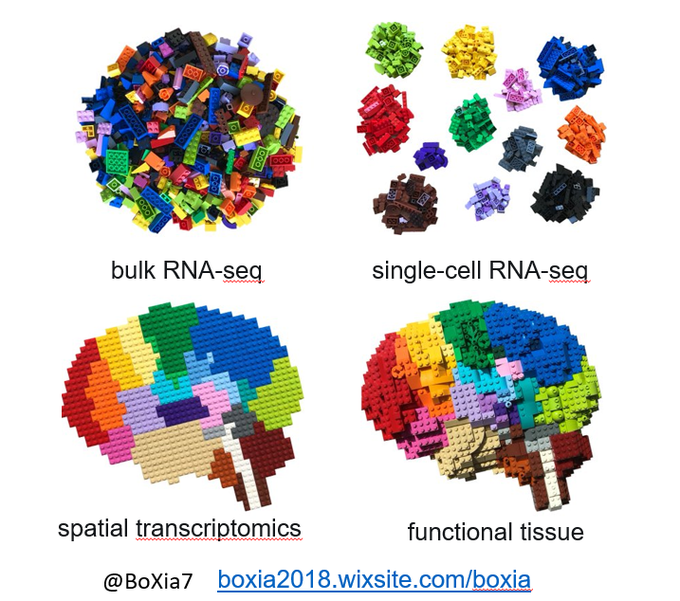 bulk RNA-seq
single-cell RNA-seq
spatial transcriptomics
functional tissue
@BoXia7 boxia2018.wixsite.com/boxia